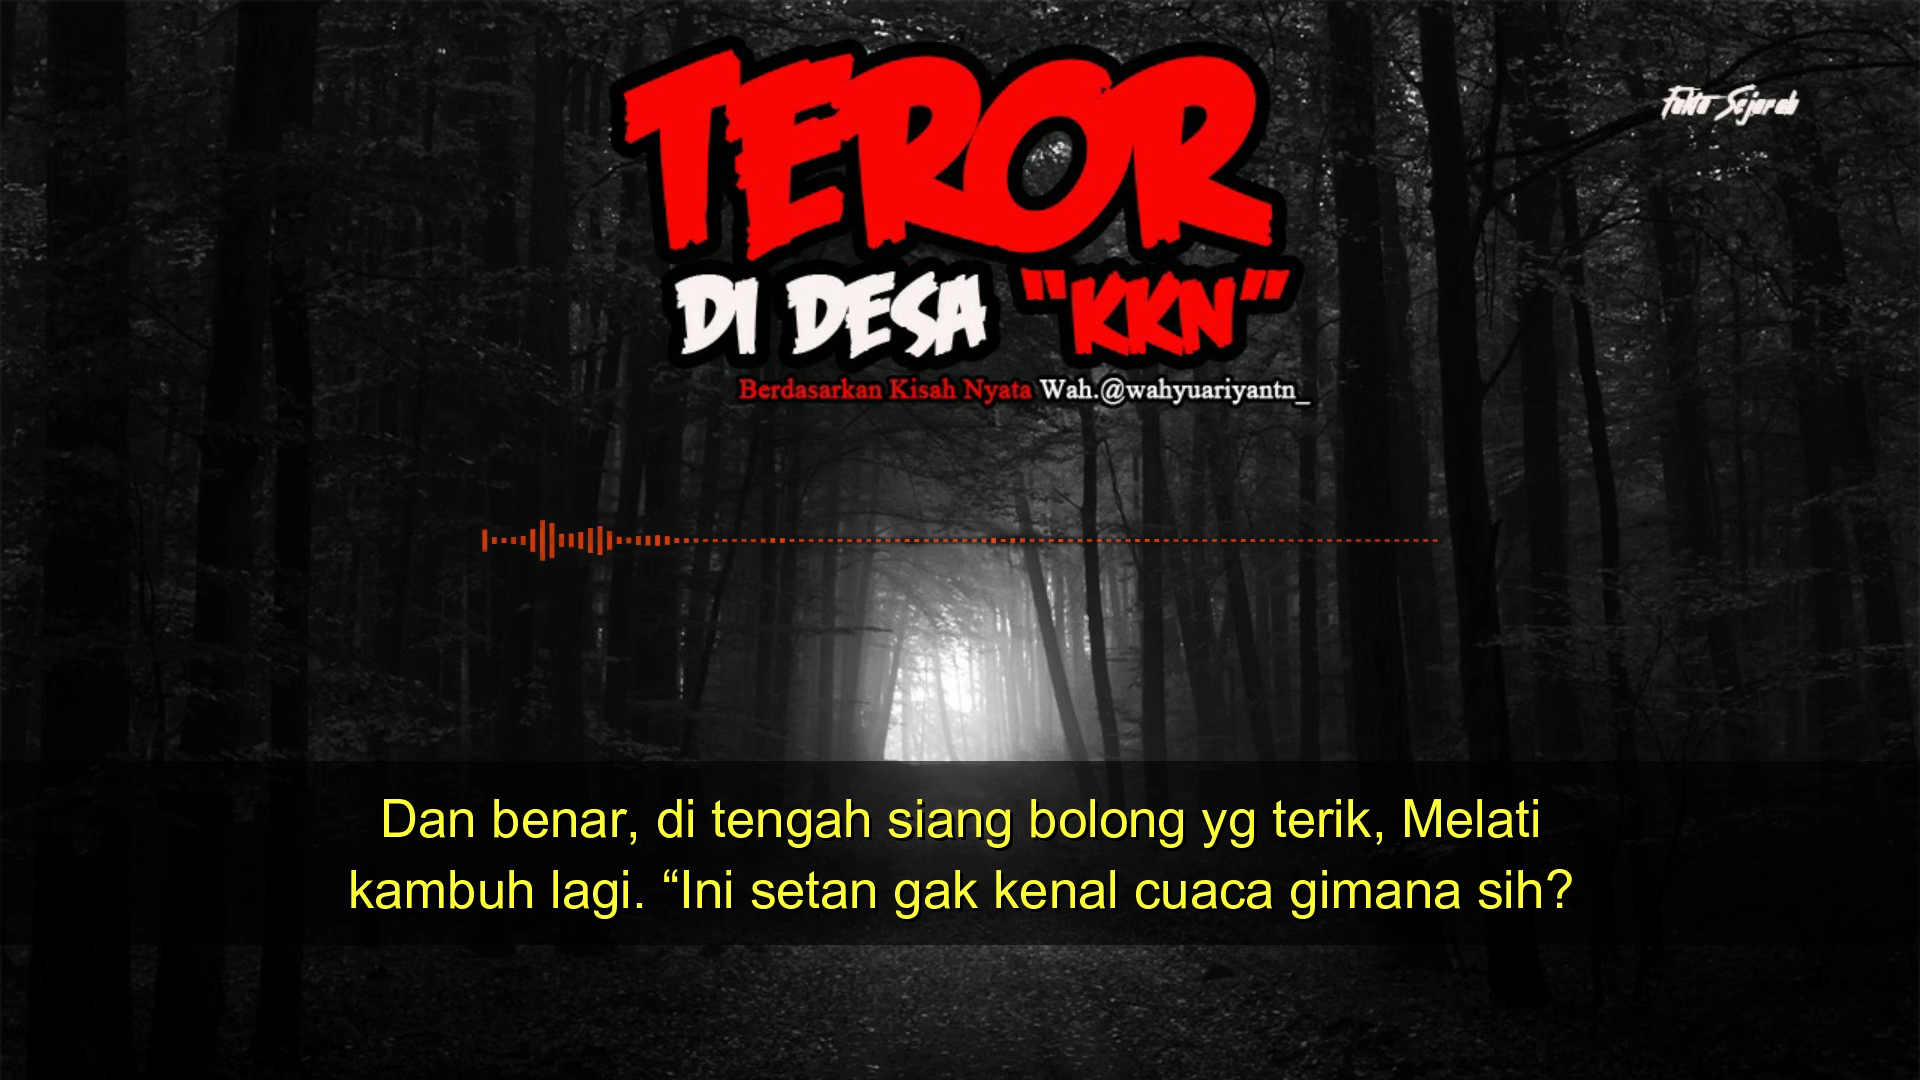 Fakta Sejarah
TEROR
DI DESA "KKN"
Berdasarkan Kisah Nyata Wah.@wahyuariyantn_
Dan benar, di tengah siang bolong yg terik, Melati
kambuh lagi. “Ini setan gak kenal cuaca gimana sih?